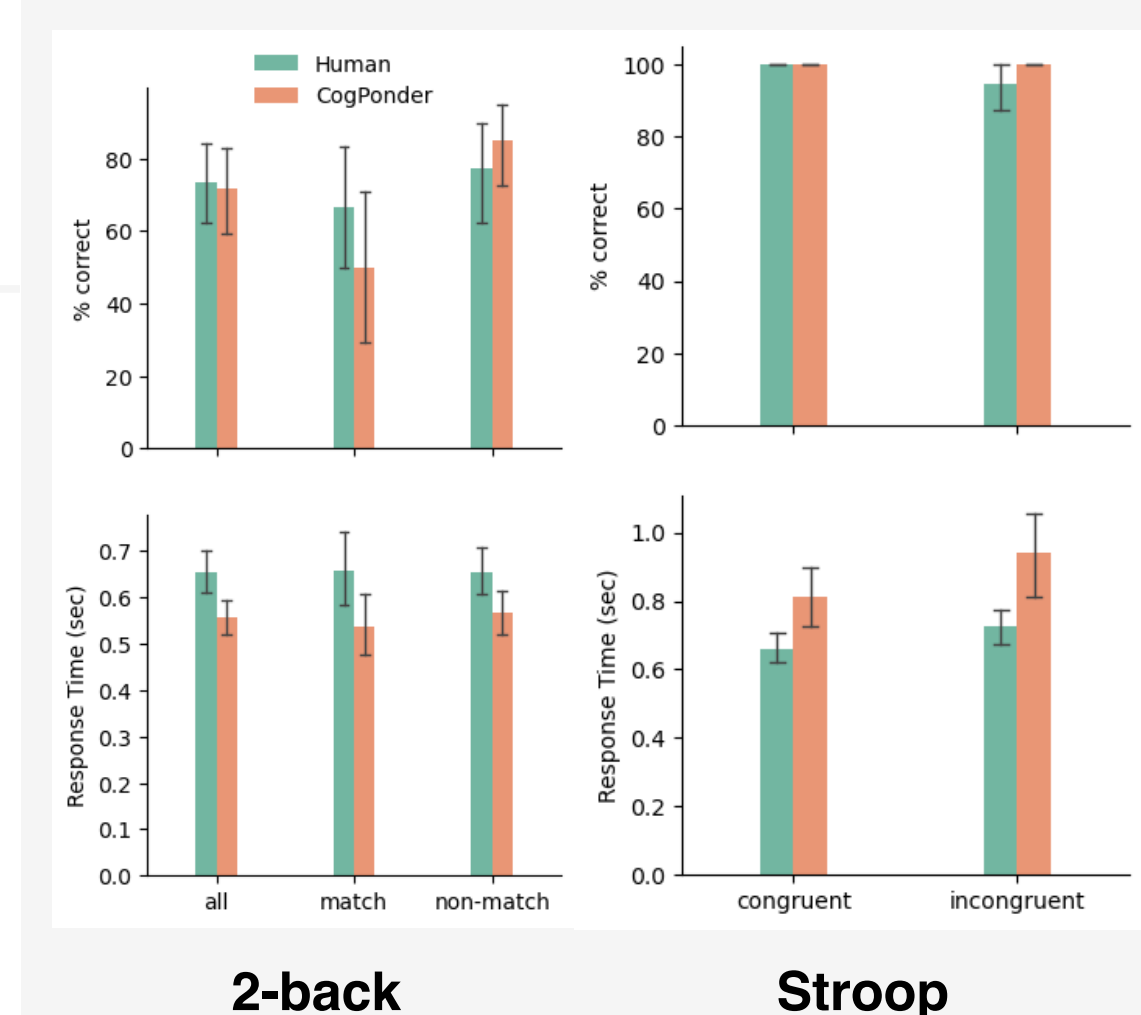 Human
CogPonder
% correct
80
60
40
20
0
% correct
100
80
60
40
20
0
Response Time (sec)
0.7
0.6
0.5
0.4
0.3
0.2
0.1
0.0
all match non-match
Response Time (sec)
1.0
0.8
0.6
0.4
0.2
0.0
congruent incongruent
2-back
Stroop